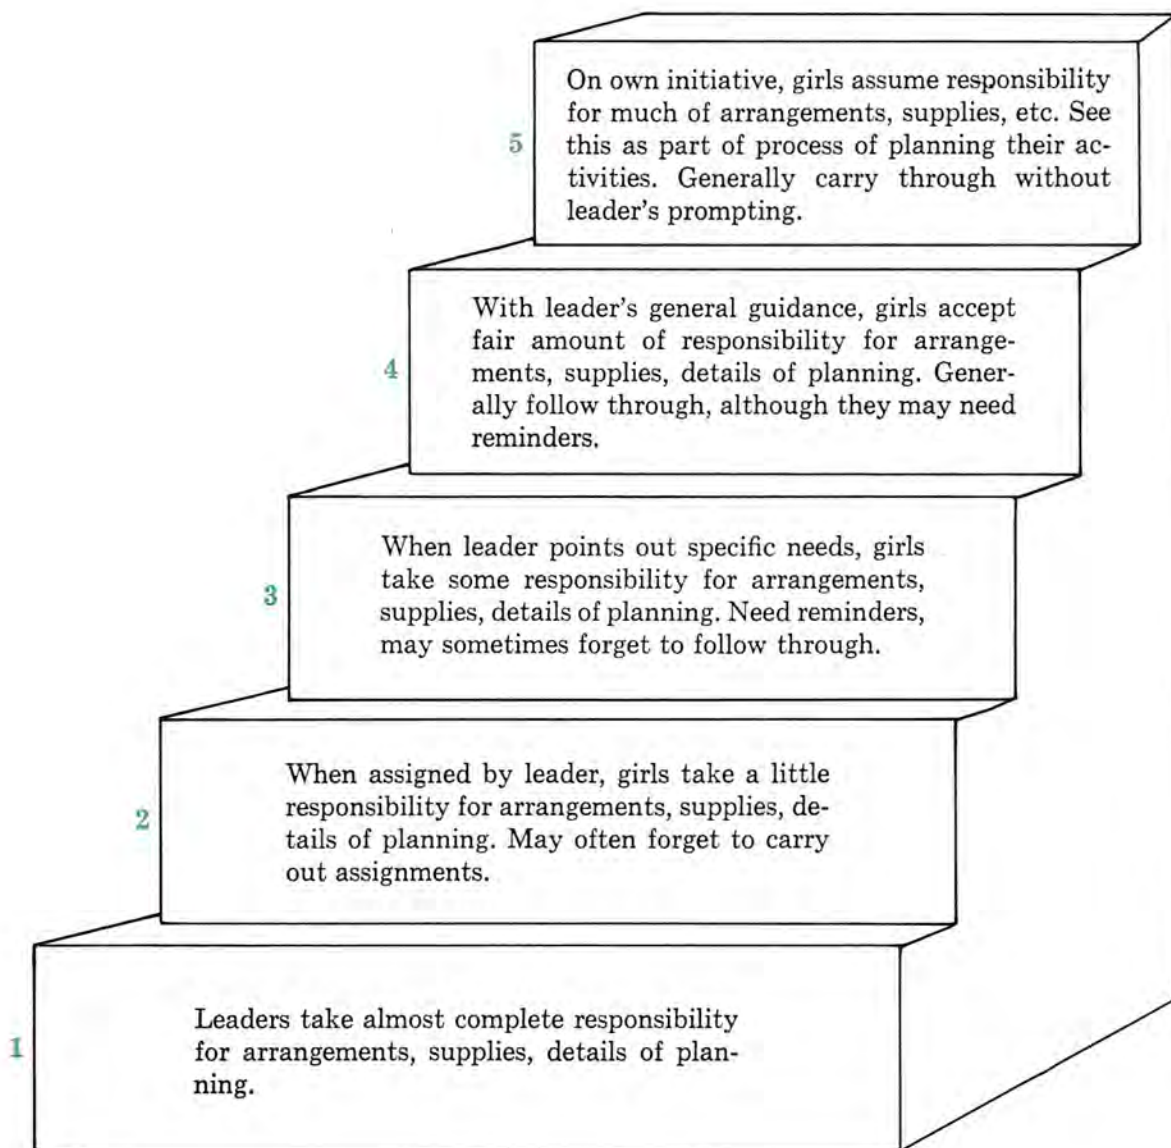 On own initiative, girls assume responsibility
for much of arrangements, supplies, etc. See
5
this as part of process of planning their ac-
tivities. Generally carry through without
leader's prompting.
With leader's general guidance, girls accept
fair amount of responsibility for arrange-
4
ments, supplies, details of planning. Gener-
ally follow through, although they may need
reminders.
When leader points out specific needs, girls
take some responsibility for arrangements,
3
supplies, details of planning. Need reminders,
may sometimes forget to follow through.
When assigned by leader, girls take a little
responsibility for arrangements, supplies, de-
2
tails of planning. May often forget to carry
out assignments.
Leaders take almost complete responsibility
1
for arrangements, supplies, details of plan-
ning.